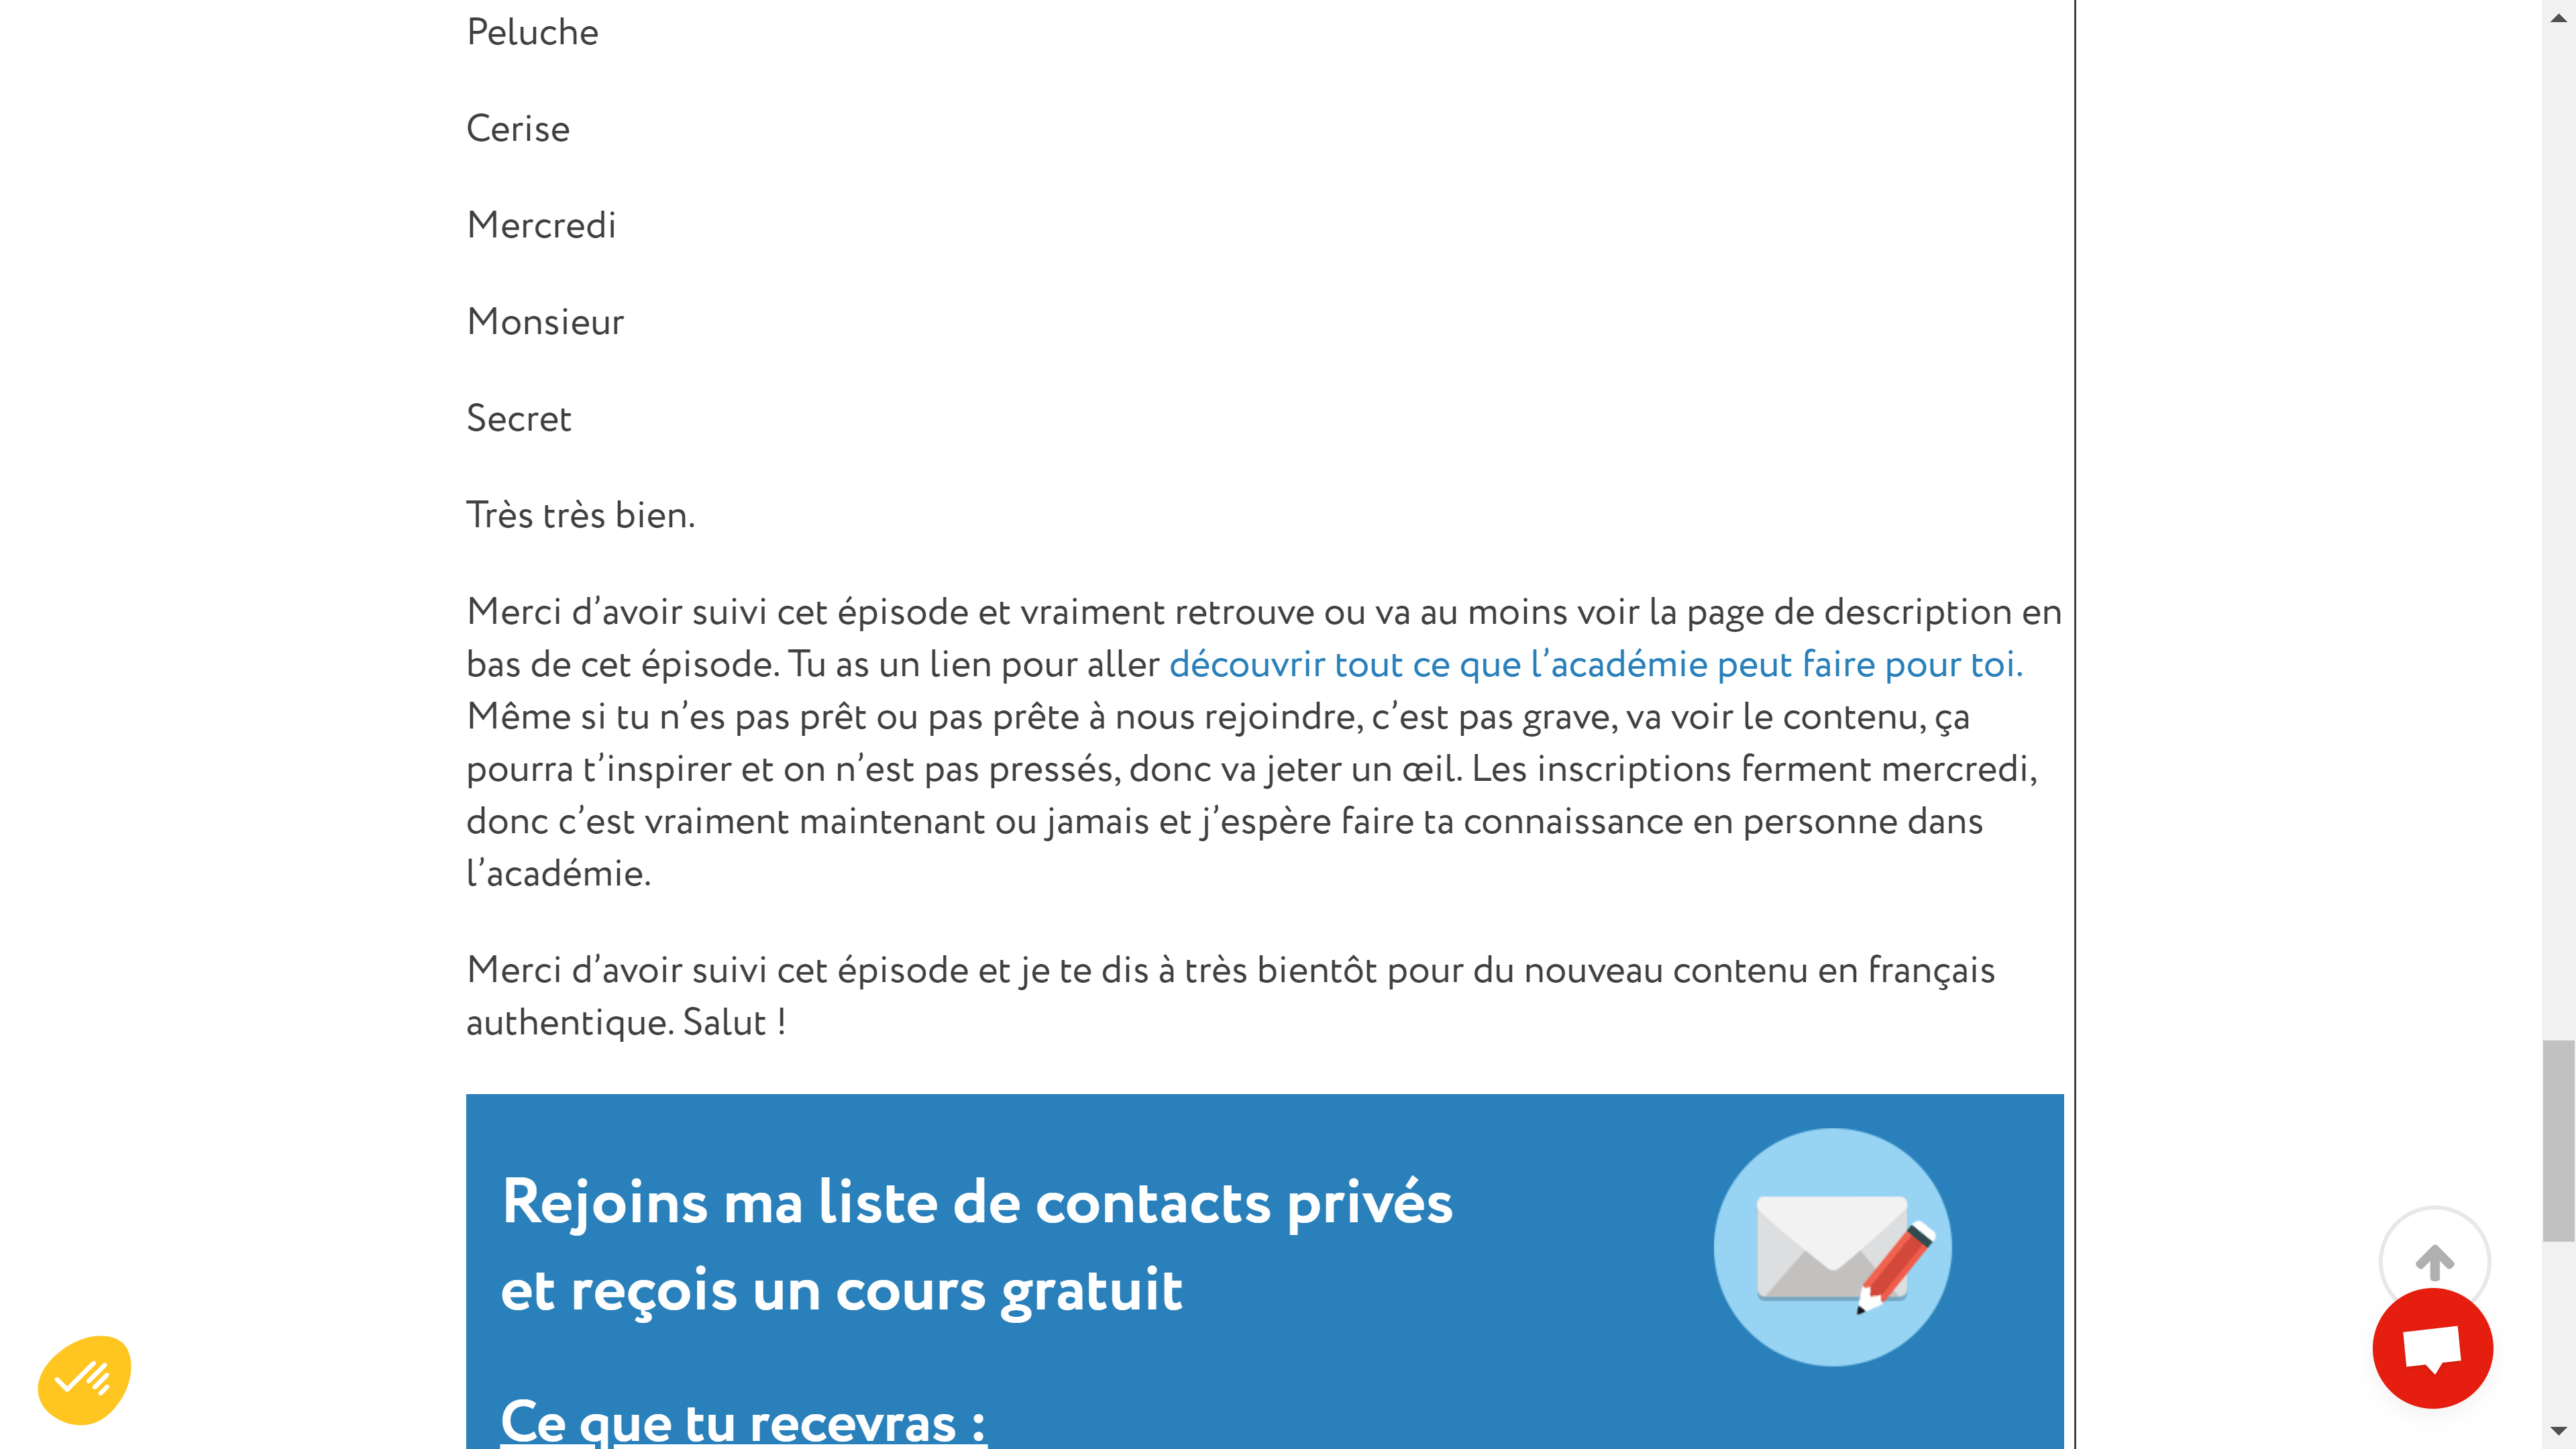 Peluche
Cerise
Mercredi
Monsieur
Secret
Très très bien.
Merci d’avoir suivi cet épisode et vraiment retrouve ou va au moins voir la page de description en
bas de cet épisode. Tu as un lien pour aller découvrir tout ce que l’académie peut faire pour toi.
Même si tu n’es pas prêt ou pas prête à nous rejoindre, c’est pas grave, va voir le contenu, ça
pourra t’inspirer et on n’est pas pressés, donc va jeter un œil. Les inscriptions ferment mercredi,
donc c’est vraiment maintenant ou jamais et j’espère faire ta connaissance en personne dans
l’académie.
Merci d’avoir suivi cet épisode et je te dis à très bientôt pour du nouveau contenu en français
authentique. Salut !
Rejoins ma liste de contacts privés
et reçois un cours gratuit
Ce que tu recevras :